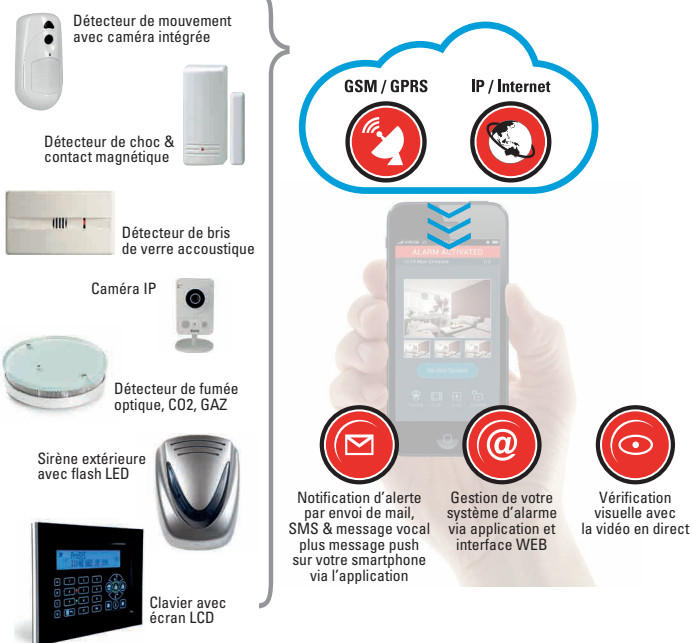 Détecteur de mouvement
avec caméra intégrée
Détecteur de choc &
contact magnétique
Détecteur de bris
de verre accoustique
Caméra IP
Détecteur de fumée
optique, CO2, GAZ
Sirène extérieure
avec flash LED
Clavier avec
écran LCD
GSM / GPRS
IP / Internet
ALARM ACTIVATED
@
Notification d'alerte
par envoi de mail,
SMS & message vocal
plus message push
sur votre smartphone
via l'application
Gestion de votre
système d'alarme
via application et
interface WEB
Vérification
visuelle avec
la vidéo en direct